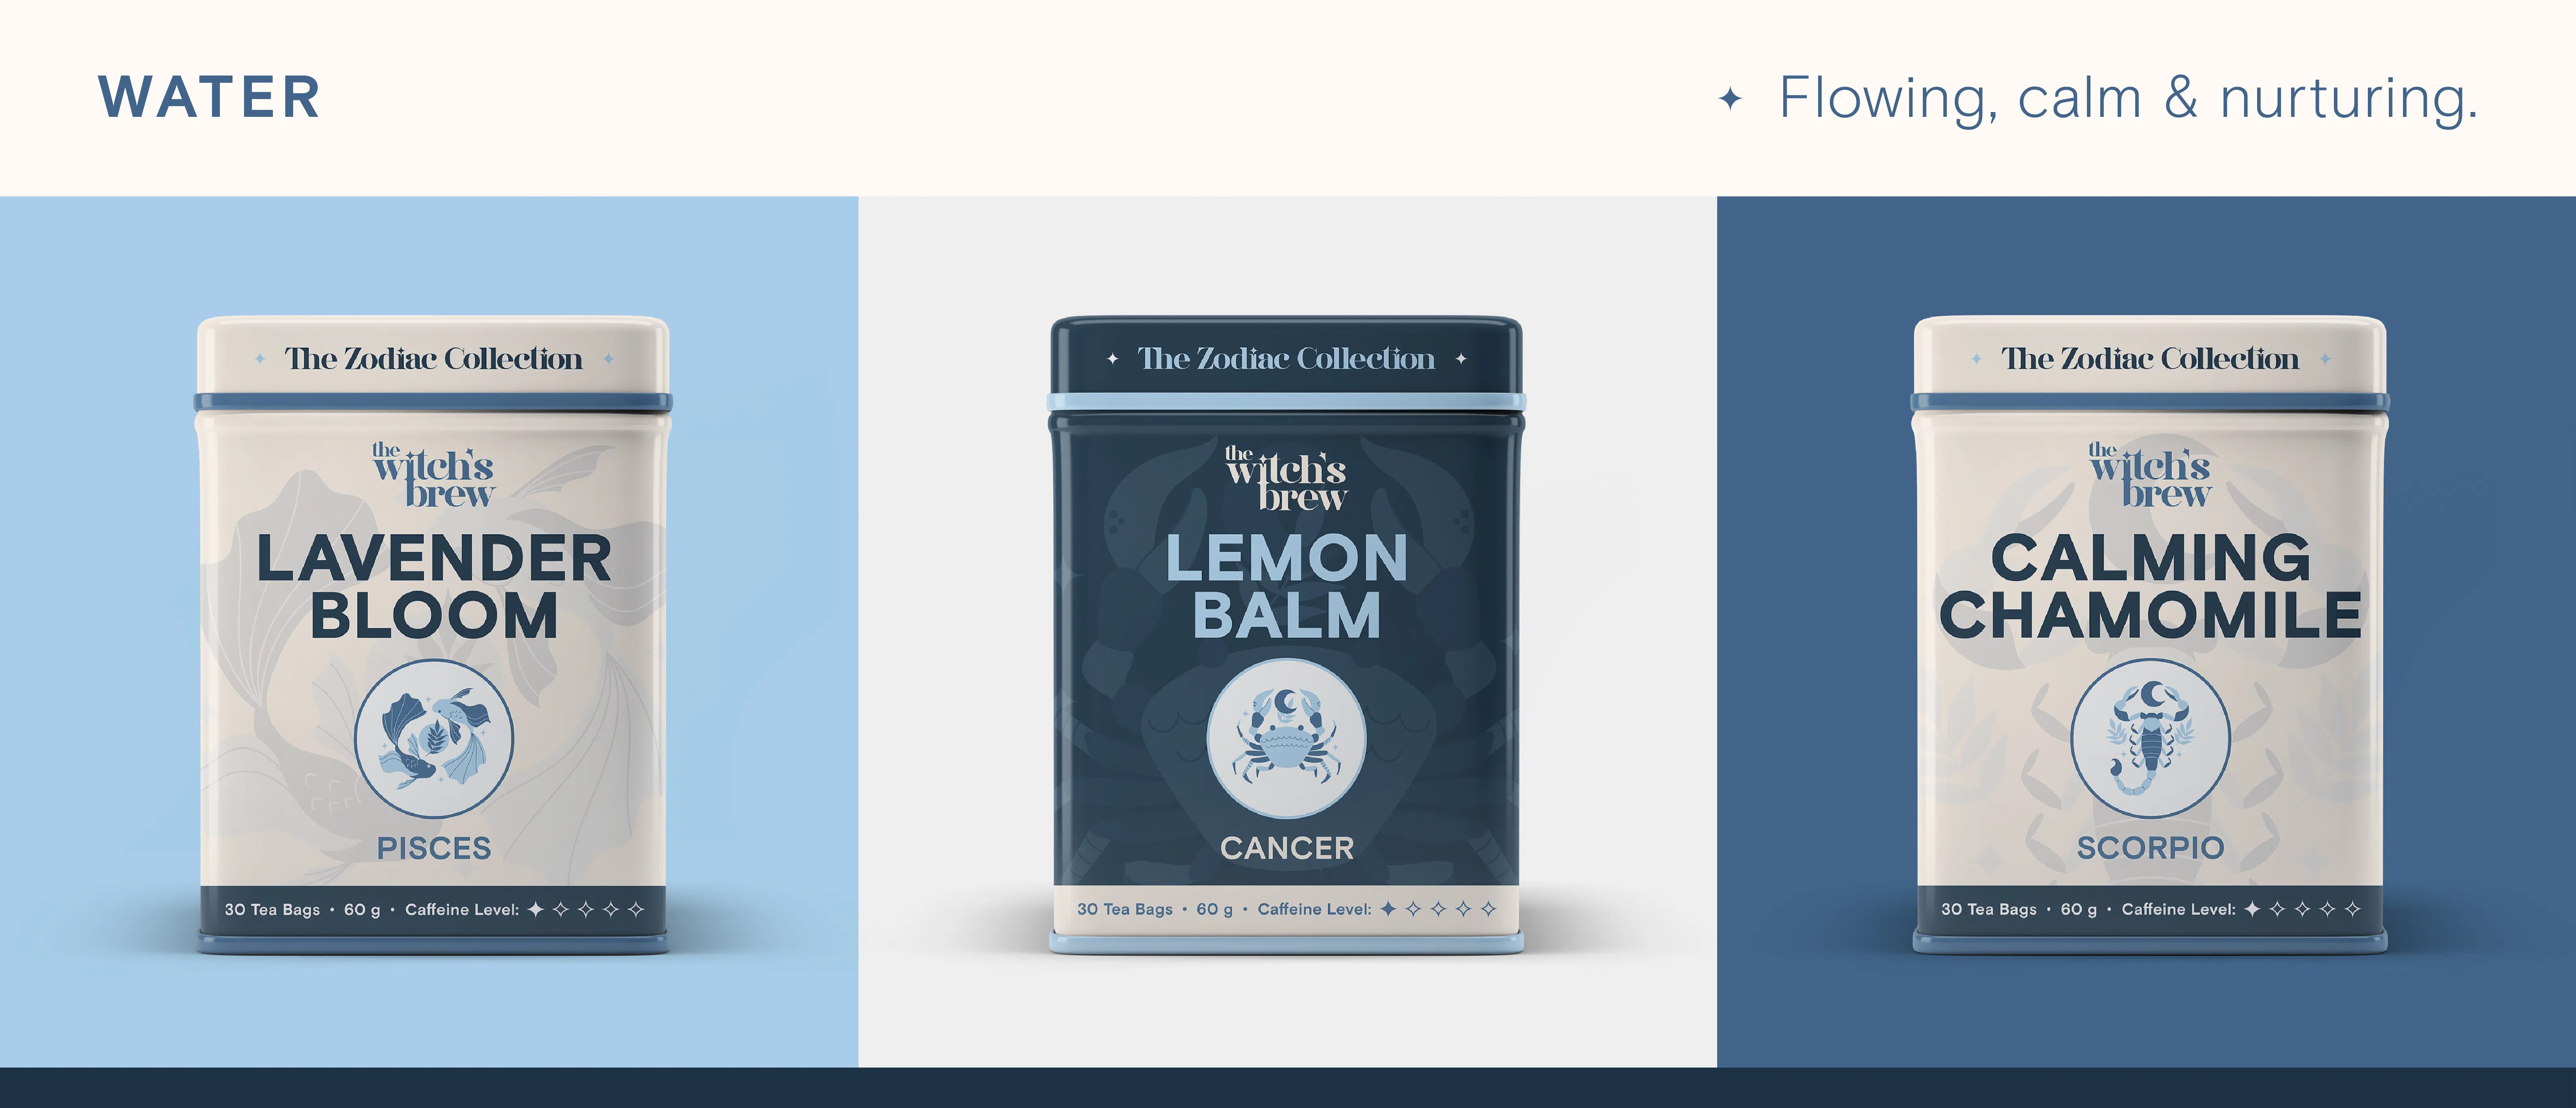 WATER
Flowing, calm & nurturing.
The Zodiac Collection
the
witch's
brew
LAVENDER
BLOOM
PISCES
30 Tea Bags • 60 g • Caffeine Level:
The Zodiac Collection
the
witch's
brew
LEMON
BALM
CANCER
30 Tea Bags • 60 g • Caffeine Level:
The Zodiac Collection
the
witch's
brew
CALMING
CHAMOMILE
SCORPIO
30 Tea Bags • 60 g • Caffeine Level: